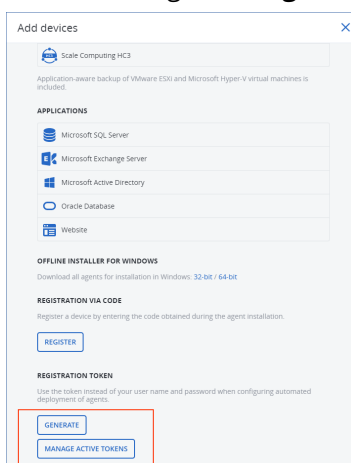 Add devices
Scale Computing HC3
Application-aware backup of VMware ESXi and Microsoft Hyper-V virtual machines is
included.
APPLICATIONS
Microsoft SQL Server
Microsoft Exchange Server
Microsoft Active Directory
Oracle Database
Website
OFFLINE INSTALLER FOR WINDOWS
Download all agents for installation in Windows: 32-bit / 64-bit
REGISTRATION VIA CODE
Register a device by entering the code obtained during the agent installation.
REGISTER
REGISTRATION TOKEN
Use the token instead of your user name and password when configuring automated
deployment of agents.
GENERATE
MANAGE ACTIVE TOKENS